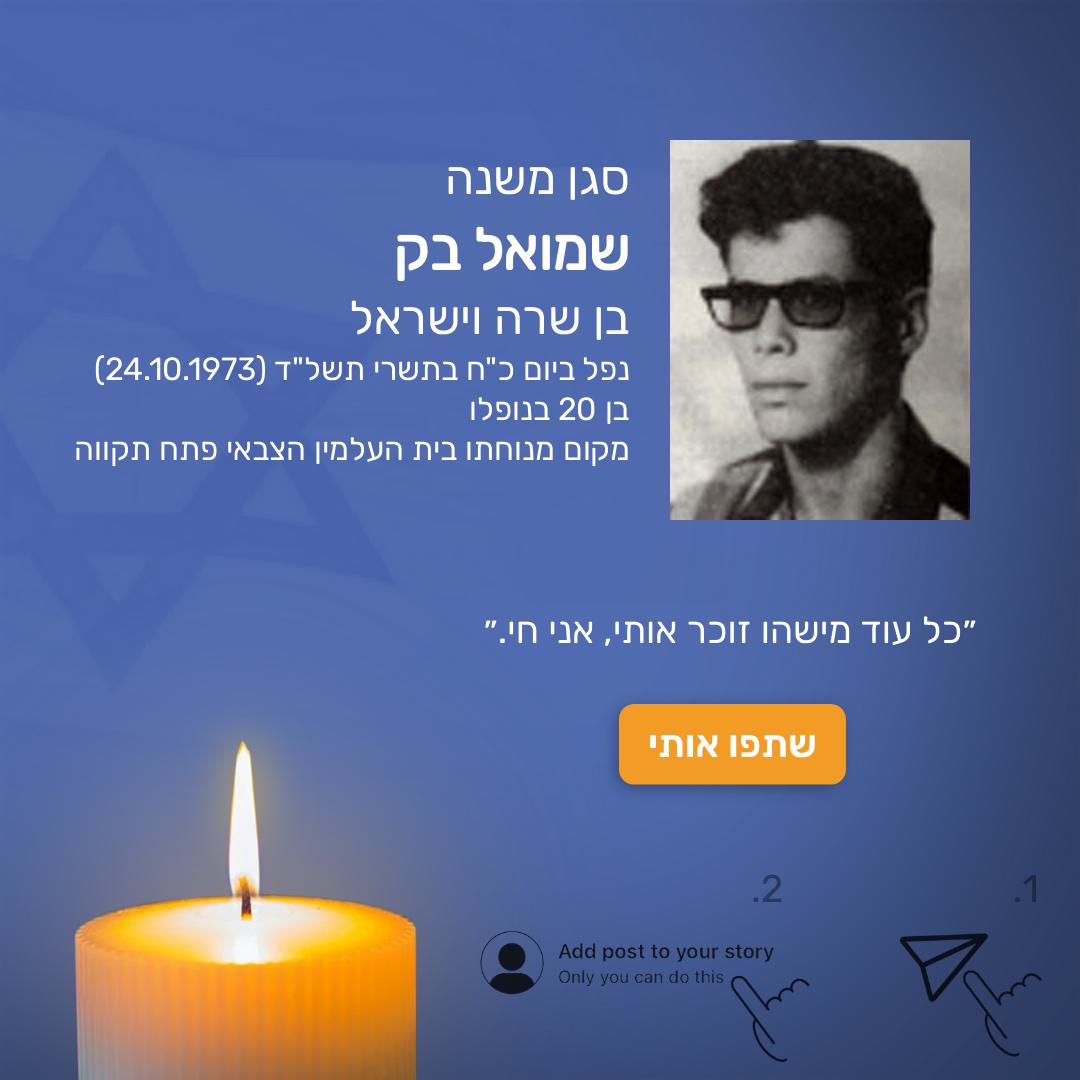 סגן משנה
שמואל בק
בן שרה וישראל
נפל ביום כ"ח בתשרי תשל"ד (24.10.1973)
בן 20 בנופלו
מקום מנוחתו בית העלמין הצבאי פתח תקווה
״כל עוד מישהו זוכר אותי, אני חי.״
שתפו אותי
1.
2.
Add post to your story
Only you can do this